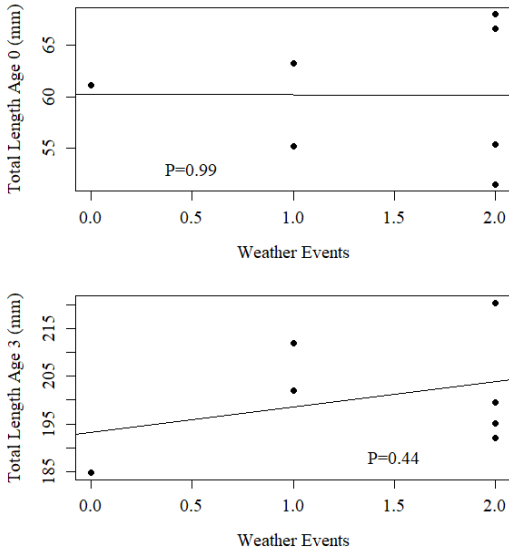 Total Length Age 0 (mm)
65
60
55
P=0.99
0.0 0.5 1.0 1.5 2.0
Weather Events
Total Length Age 3 (mm)
215
205
195
185
P=0.44
0.0 0.5 1.0 1.5 2.0
Weather Events